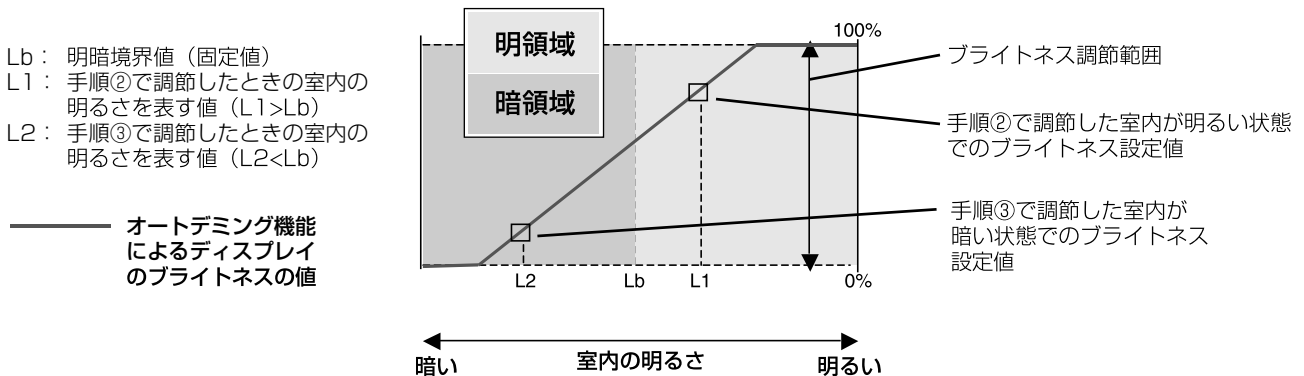 Lb： 明暗境界値（固定値）
L1： 手順②で調節したときの室内の
明るさを表す値（L1>Lb）
L2： 手順③で調節したときの室内の
明るさを表す値（L2<Lb）
オートデミング機能
によるディスプレイ
のブライトネスの値
明領域
暗領域
100%
0%
L2
Lb
L1
ブライトネス調節範囲
手順②で調節した室内が明るい状態
でのブライトネス設定値
手順③で調節した室内が
暗い状態でのブライトネス
設定値
暗い
室内の明るさ
明るい